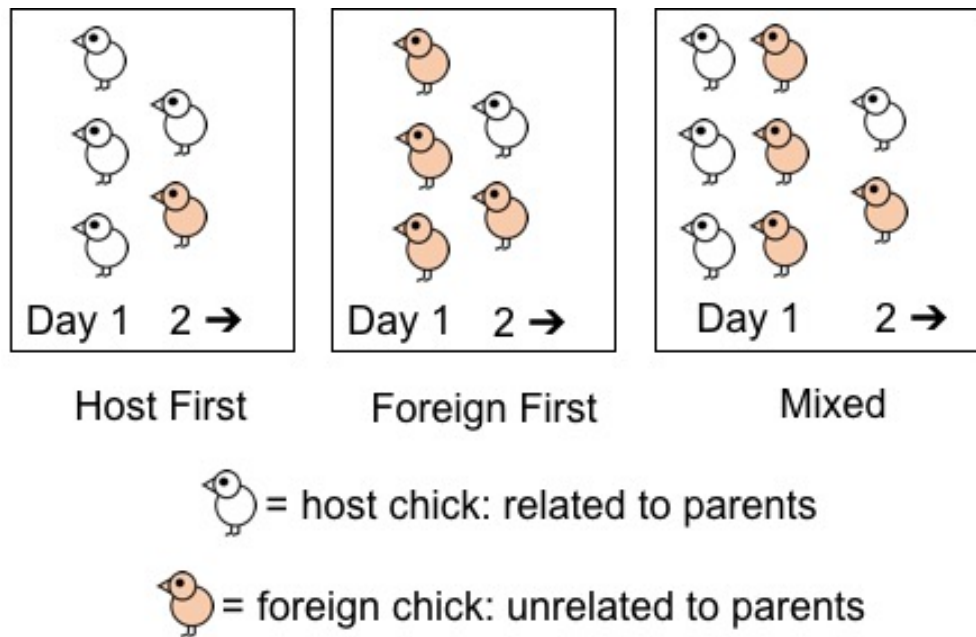 Day 1 2 ➔
Day 1 2 ➔
Day 1 2 ➔
Host First
Foreign First
Mixed
= host chick: related to parents
= foreign chick: unrelated to parents